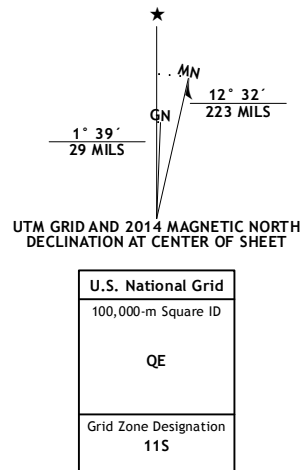 MN
GN
12° 32´
223 MILS
1° 39´
29 MILS
UTM GRID AND 2014 MAGNETIC NORTH
DECLINATION AT CENTER OF SHEET
U.S. National Grid
100,000-m Square ID
QE
Grid Zone Designation
11S